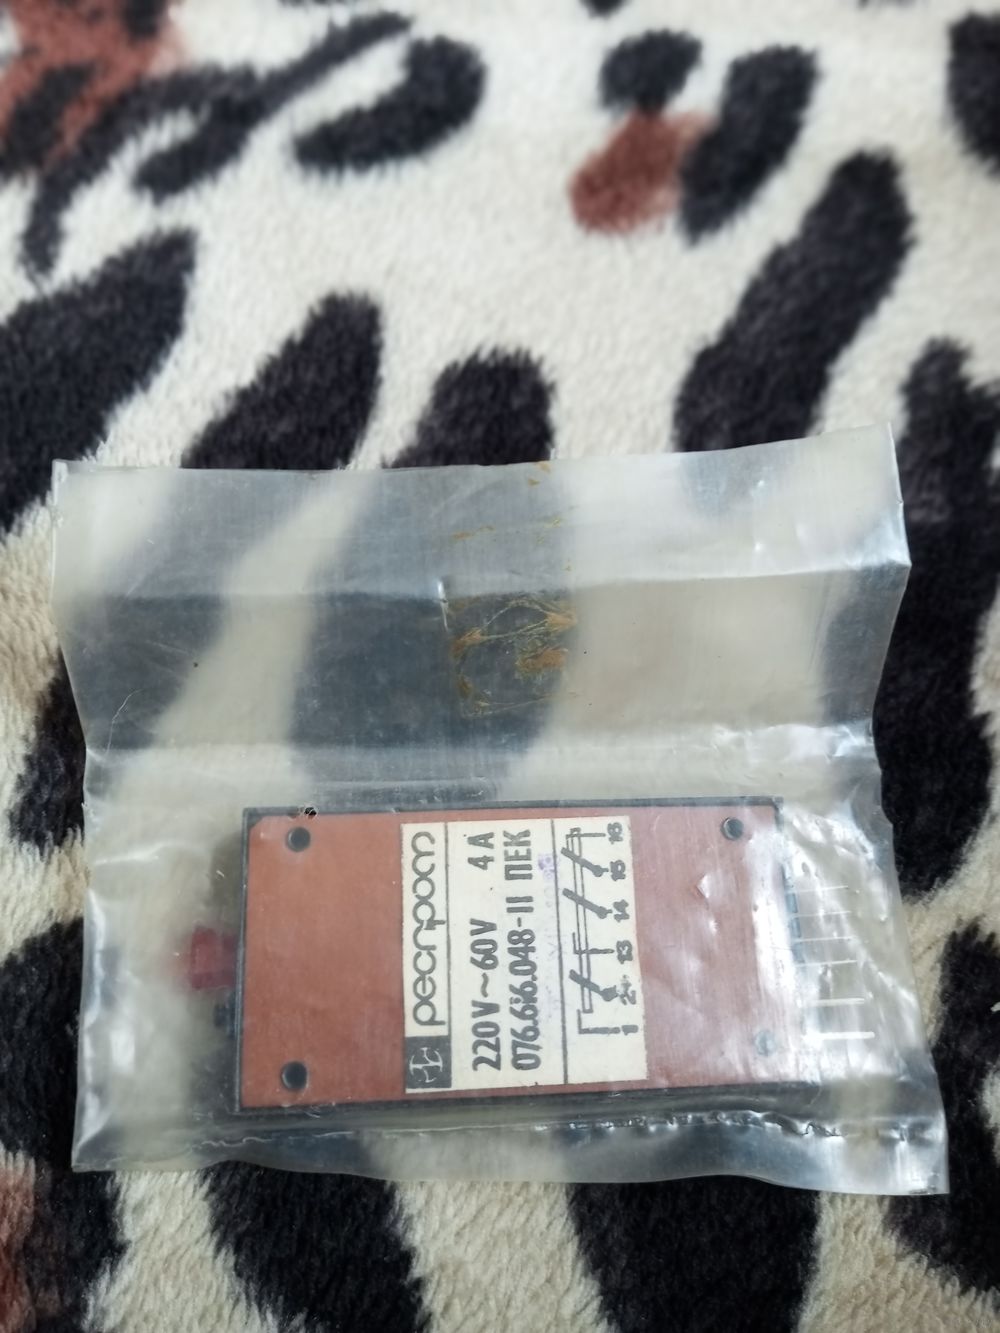 респром
220V~60V 4A
076.616.048-11 ПЕК
1 2 13 14 15 16